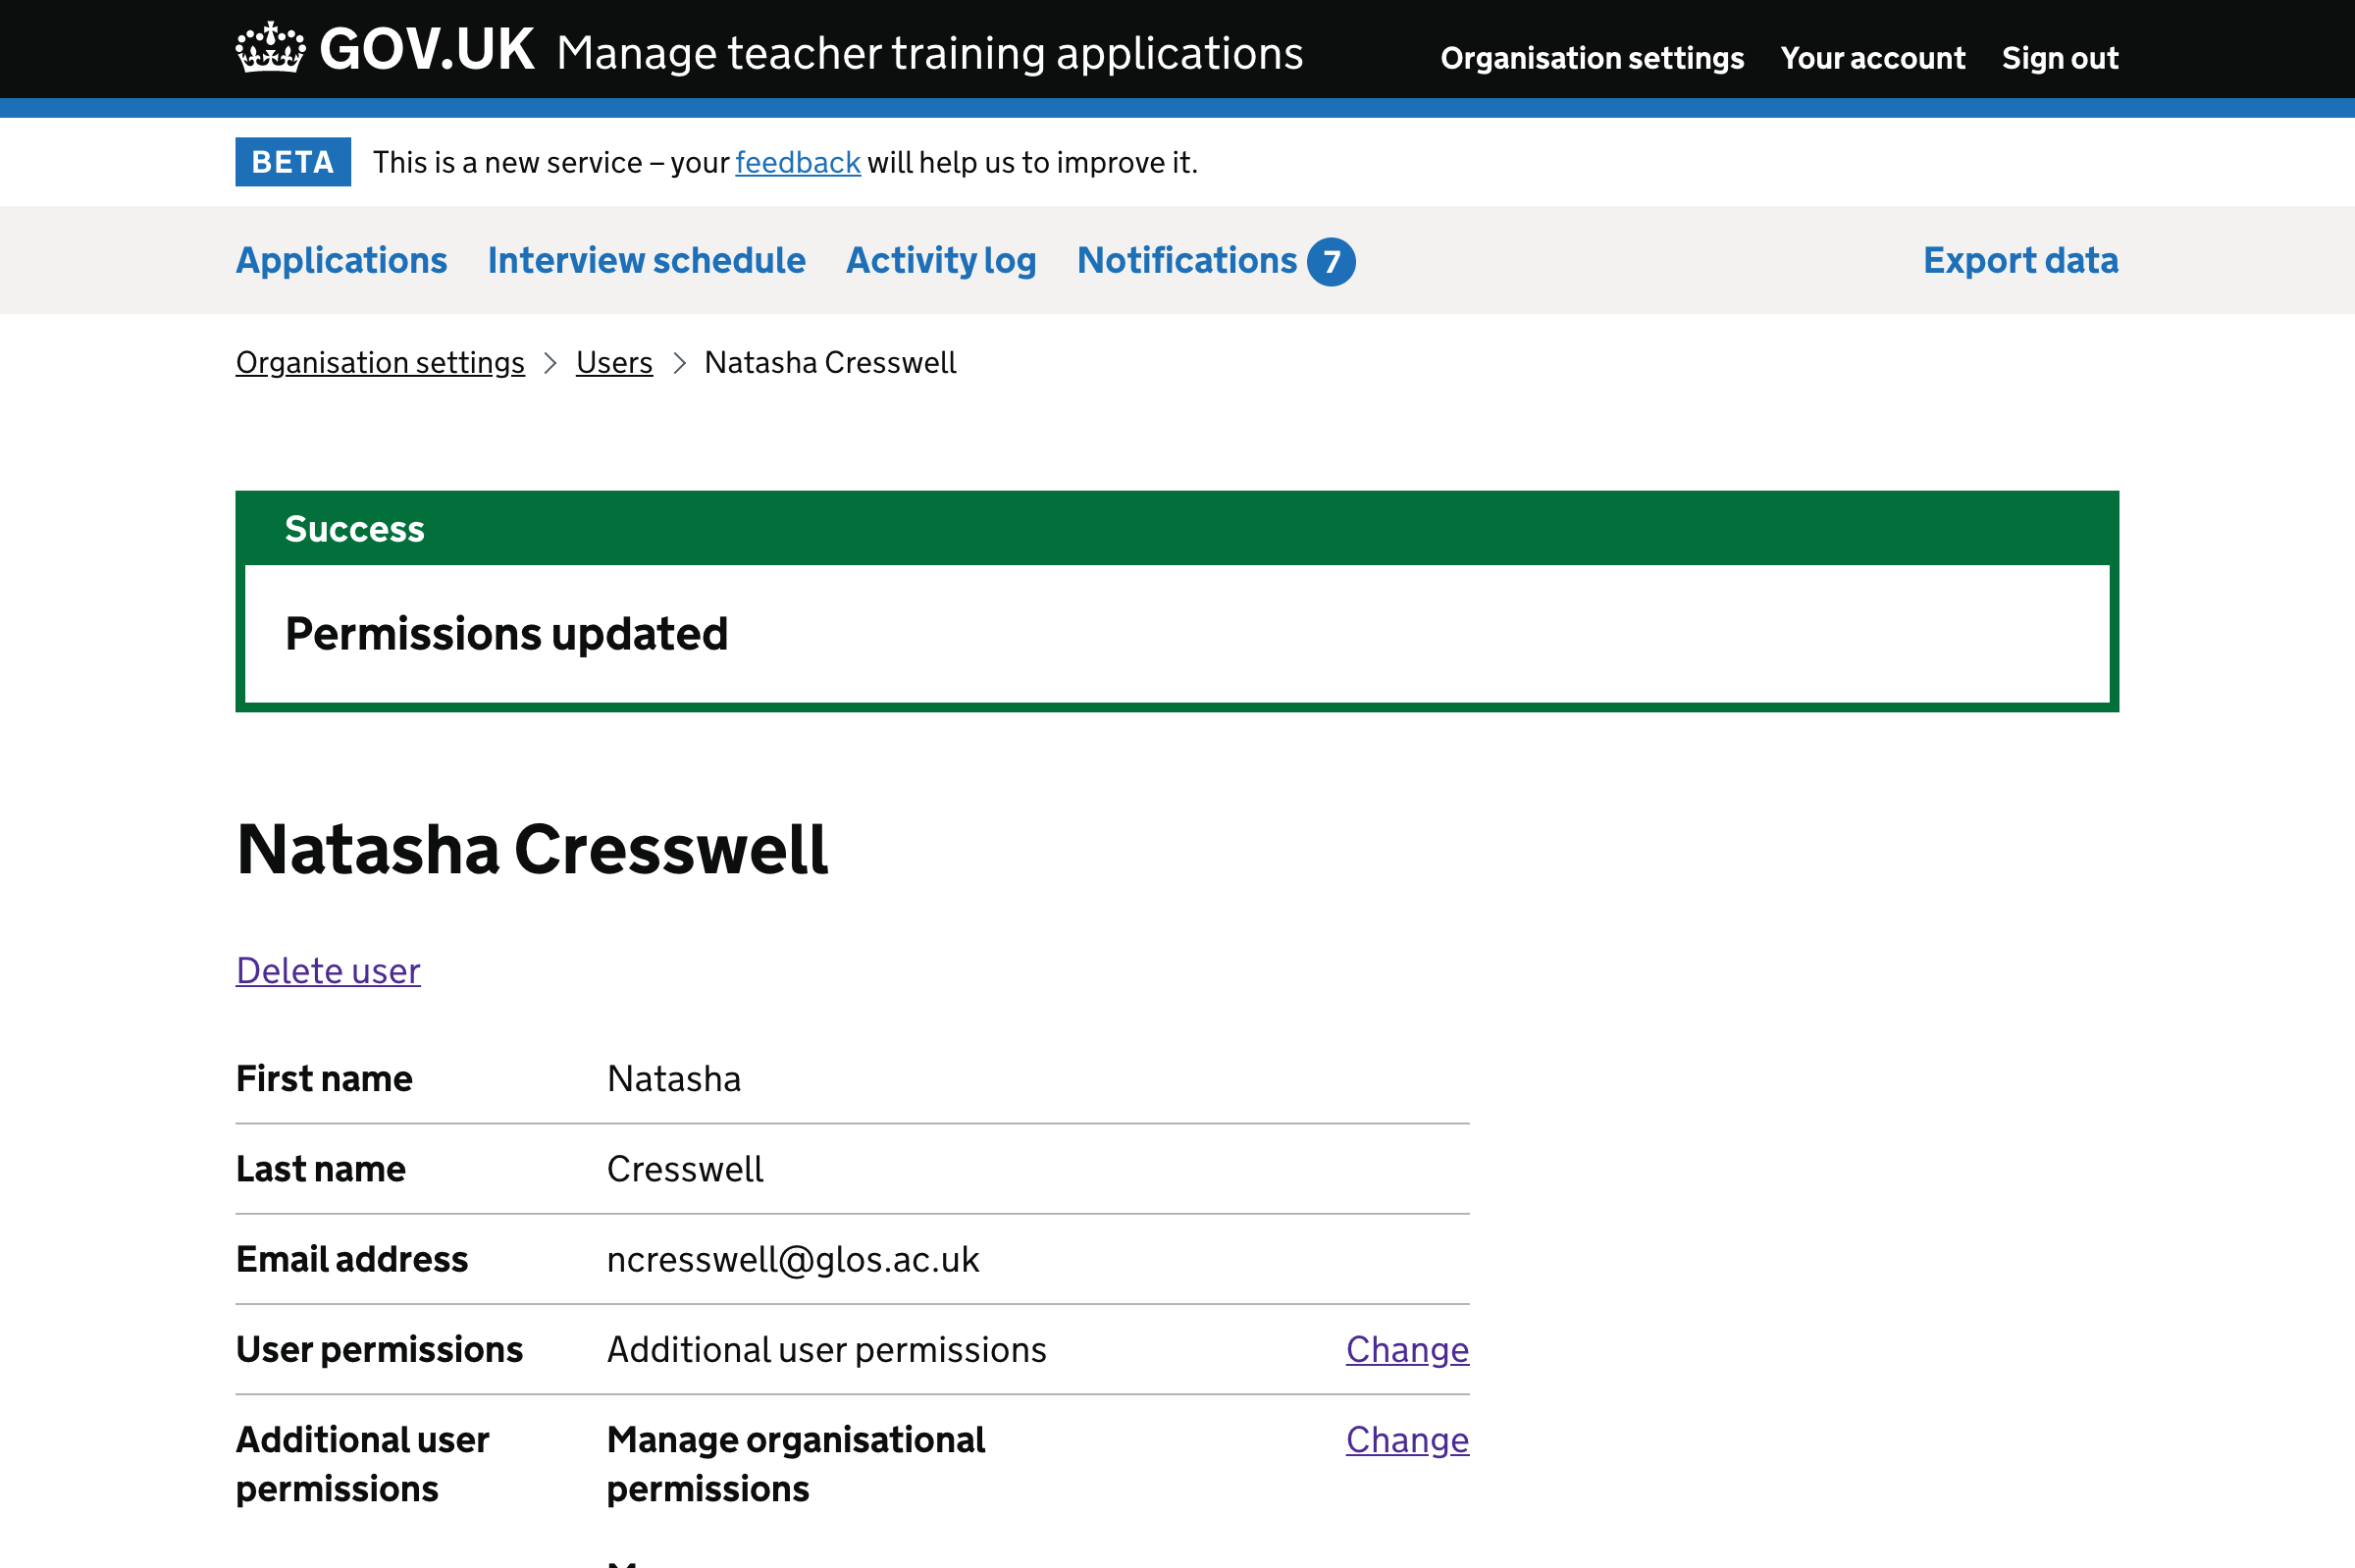 GOV.UK Manage teacher training applications Organisation settings Your account Sign out
BETA This is a new service – your feedback will help us to improve it.
Applications Interview schedule Activity log Notifications 7 Export data
Organisation settings Users Natasha Cresswell
Success
Permissions updated
Natasha Cresswell
Delete user
First name Natasha
Last name Cresswell
Email address ncresswell@glos.ac.uk
User permissions Additional user permissions Change
Additional user Manage organisational Change
permissions permissions